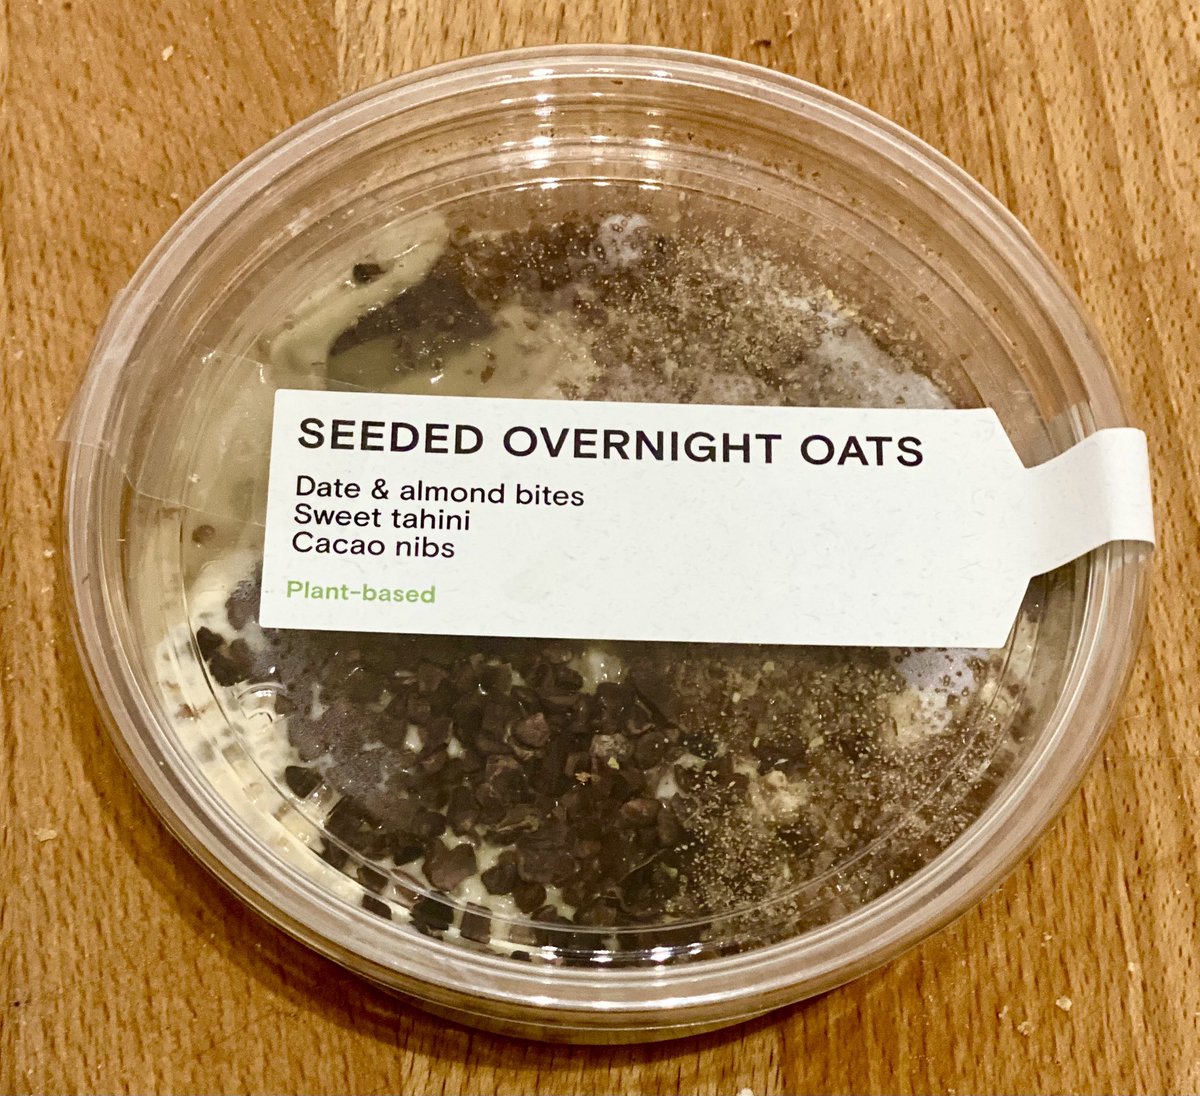 SEEDED OVERNIGHT OATS
Date & almond bites
Sweet tahini
Cacao nibs
Plant-based